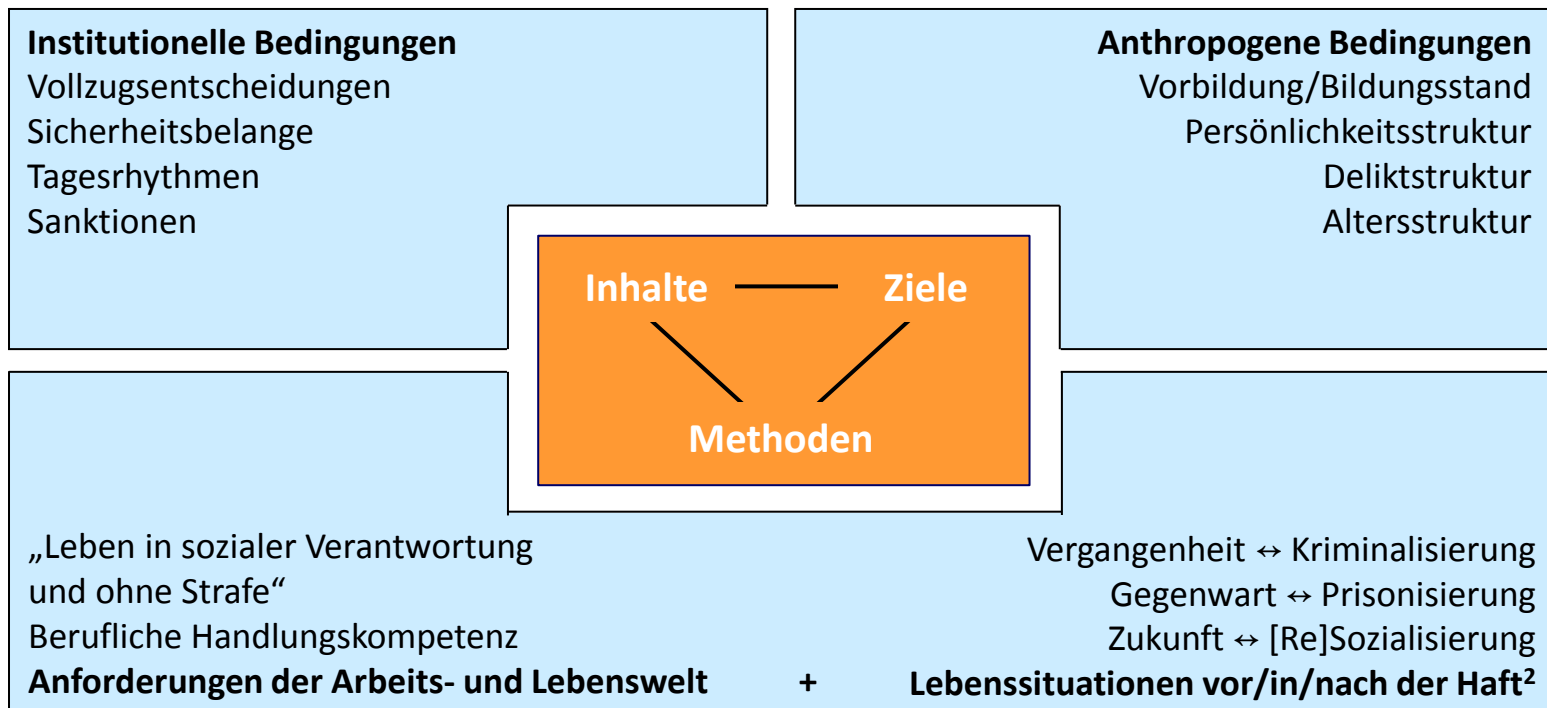 Institutionelle Bedingungen
Vollzugsentscheidungen
Sicherheitsbelange
Tagesrhythmen
Sanktionen
Anthropogene Bedingungen
Vorbildung/Bildungsstand
Persönlichkeitsstruktur
Deliktstruktur
Altersstruktur
Inhalte Ziele
Methoden
„Leben in sozialer Verantwortung
und ohne Strafe“
Berufliche Handlungskompetenz
Vergangenheit ↔ Kriminalisierung
Gegenwart ↔ Prisonisierung
Zukunft ↔ [Re]Sozialisierung
Anforderungen der Arbeits- und Lebenswelt + Lebenssituationen vor/in/nach der Haft²